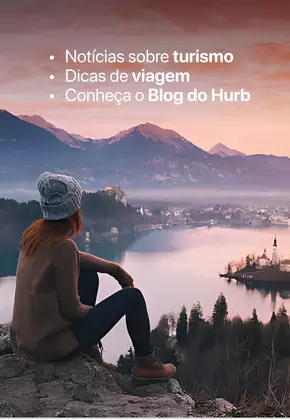 • Notícias sobre turismo
• Dicas de viagem
• Conheça o Blog do Hurb